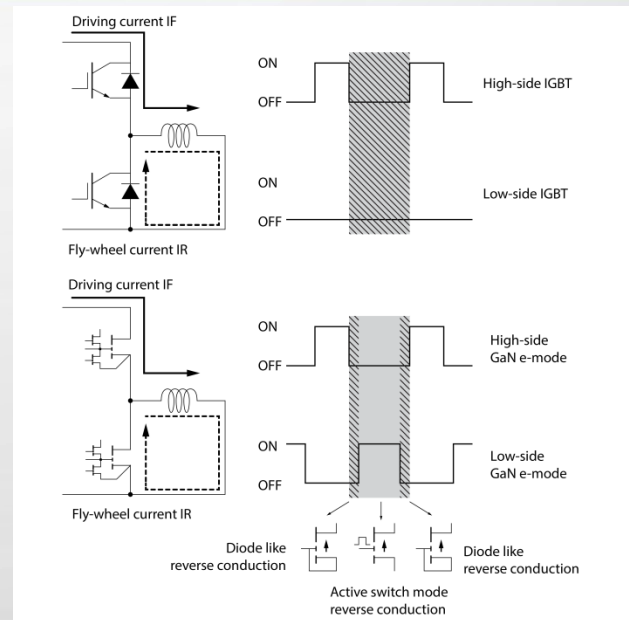 Driving current IF
ON
OFF
High-side IGBT
ON
OFF
Low-side IGBT
Fly-wheel current IR
Driving current IF
ON
OFF
High-side
GaN e-mode
ON
OFF
Low-side
GaN e-mode
Fly-wheel current IR
Diode like
reverse conduction
Active switch mode
reverse conduction
Diode like
reverse conduction